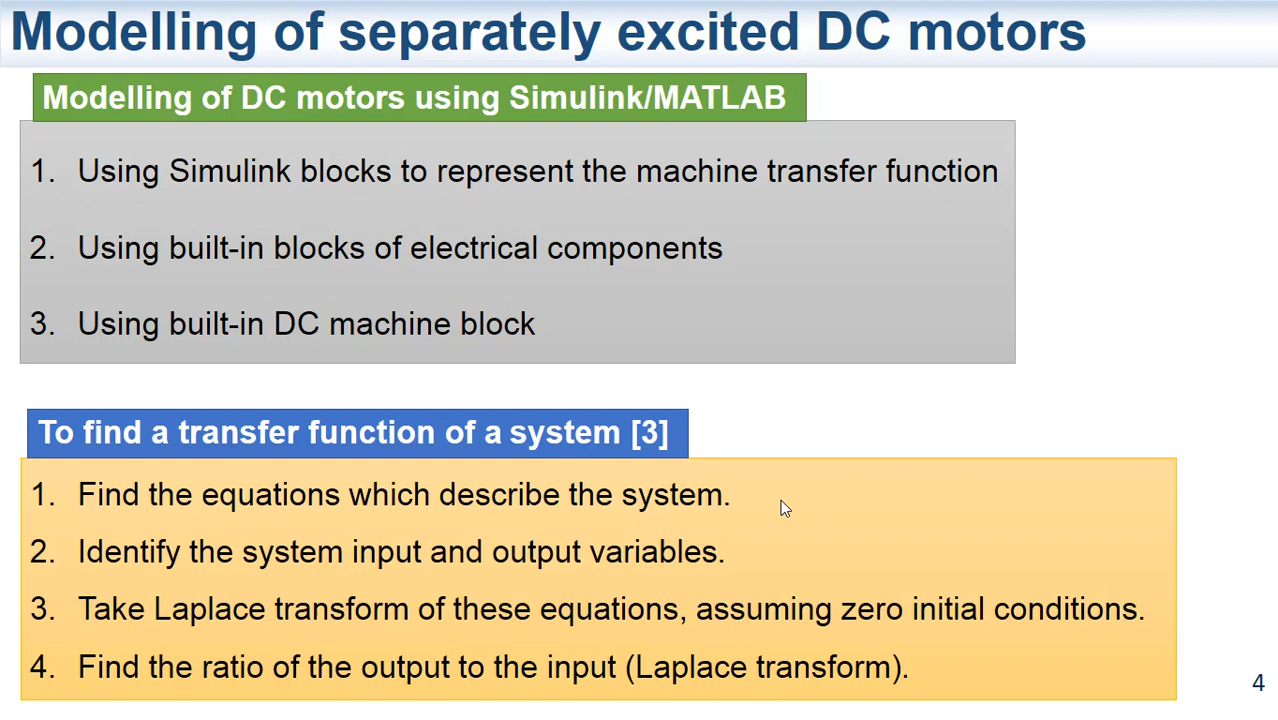 Modelling of separately excited DC motors
Modelling of DC motors using Simulink/MATLAB
1. Using Simulink blocks to represent the machine transfer function
2. Using built-in blocks of electrical components
3. Using built-in DC machine block
To find a transfer function of a system [3]
1. Find the equations which describe the system.
2. Identify the system input and output variables.
3. Take Laplace transform of these equations, assuming zero initial conditions.
4. Find the ratio of the output to the input (Laplace transform).
4